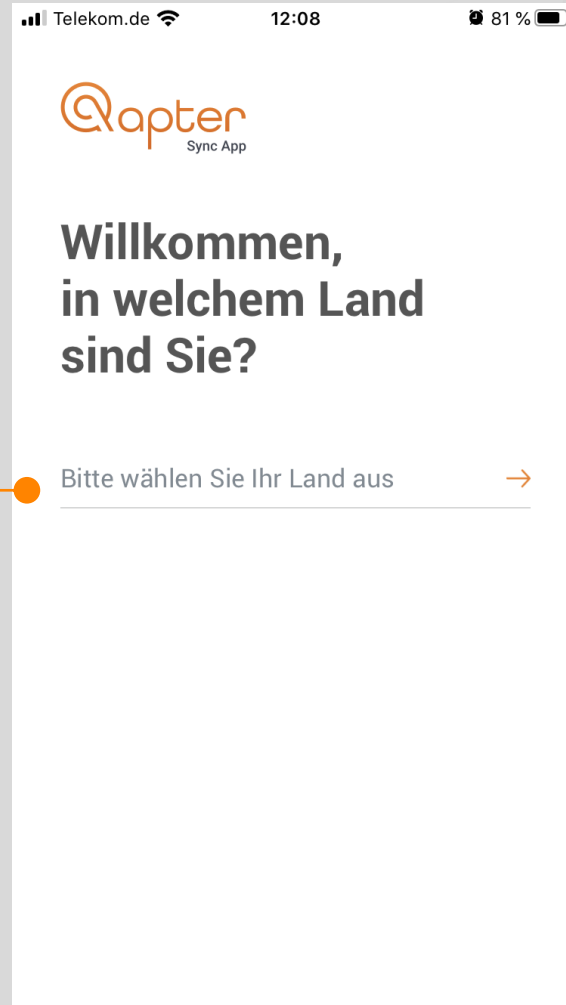 Telekom.de 12:08 81 %
Qapter
Sync App
Willkommen,
in welchem Land
sind Sie?
Bitte wählen Sie Ihr Land aus